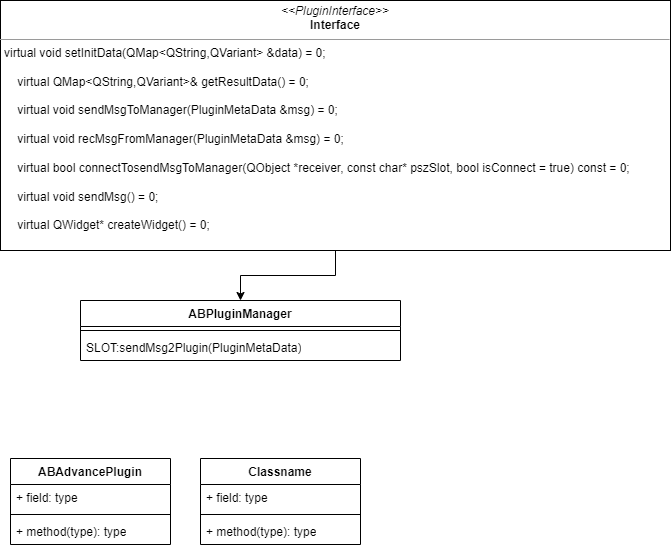 <<PluginInterface>>
Interface
virtual void setInitData(QMap<QString,QVariant> &data) = 0;
virtual QMap<QString,QVariant>& getResultData() = 0;
virtual void sendMsgToManager(PluginMetaData &msg) = 0;
virtual void recMsgFromManager(PluginMetaData &msg) = 0;
virtual bool connectTosendMsgToManager(QObject *receiver, const char* pszSlot, bool isConnect = true) const = 0;
virtual void sendMsg() = 0;
virtual QWidget* createWidget() = 0;
ABPluginManager
SLOT:sendMsg2Plugin(PluginMetaData)
ABAdvancePlugin
+ field: type
+ method(type): type
Classname
+ field: type
+ method(type): type